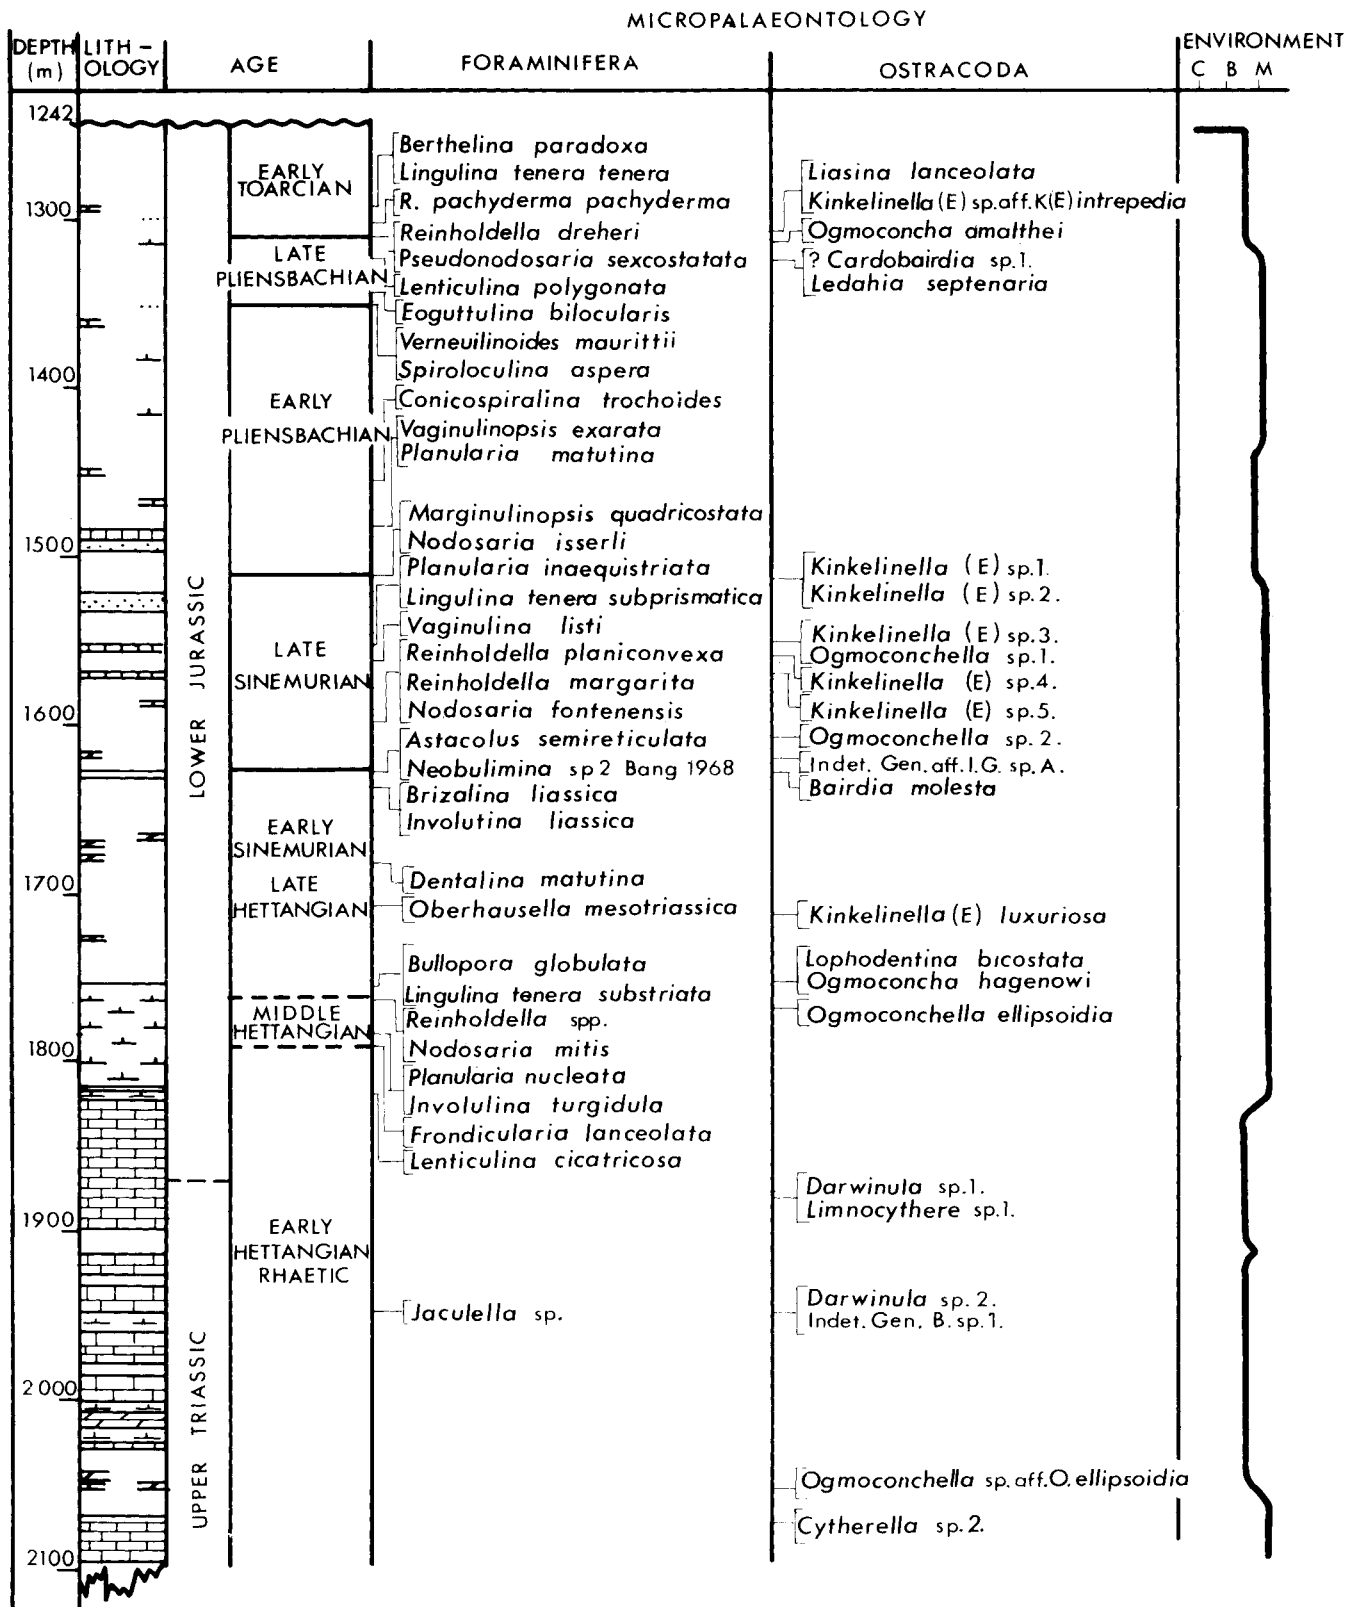 MICROPALAEONTOLOGY
DEPTH (m)
LITH-
OLOGY
AGE
FORAMINIFERA
OSTRACODA
ENVIRONMENT
C B M
1242
1300
1400
1500
1600
1700
1800
1900
2000
2100
LOWER JURASSIC
UPPER TRIASSIC
EARLY
TOARCIAN
LATE
PLIENSBACHIAN
EARLY
PLIENSBACHIAN
LATE
SINEMURIAN
EARLY
SINEMURIAN
LATE
HETTANGIAN
MIDDLE
HETTANGIAN
EARLY
HETTANGIAN
RHAETIC
Berthelina paradoxa
Lingulina tenera tenera
R. pachyderma pachyderma
Reinholdella dreheri
Pseudonodosaria sexcostatata
Lenticulina polygonata
Eoguttulina bilocularis
Verneuilinoides maurittii
Spiroloculina aspera
Conicospiralina trochoides
Vaginulinopsis exarata
Planularia matutina
Marginulinopsis quadricostata
Nodosaria isserli
Planularia inaequistriata
Lingulina tenera subprismatica
Vaginulina listi
Reinholdella planiconvexa
Reinholdella margarita
Nodosaria fontenensis
Astacolus semireticulata
Neobulimina sp 2 Bang 1968
Brizalina liassica
Involutina liassica
Dentalina matutina
Oberhausella mesotriassica
Bullopora globulata
Lingulina tenera substriata
Reinholdella spp.
Nodosaria mitis
Planularia nucleata
Involulina turgidula
Frondicularia lanceolata
Lenticulina cicatricosa
Jaculella sp.
Liasina lanceolata
Kinkelinella (E) sp. aff. K(E) intrepedia
Ogmoconcha amalthei
? Cardobairdia sp.1.
Ledahia septenaria
Kinkelinella (E) sp.1.
Kinkelinella (E) sp.2.
Kinkelinella (E) sp.3.
Ogmoconchella sp.1.
Kinkelinella (E) sp.4.
Kinkelinella (E) sp.5.
Ogmoconchella sp. 2.
Indet. Gen. aff. I.G. sp. A.
Bairdia molesta
Kinkelinella (E) luxuriosa
Lophodentina bicostata
Ogmoconcha hagenowi
Ogmoconchella ellipsoidia
Darwinula sp.1.
Limnocythere sp.1.
Darwinula sp. 2.
Indet. Gen. B. sp.1.
Ogmoconchella sp. aff. O. ellipsoidia
Cytherella sp. 2.